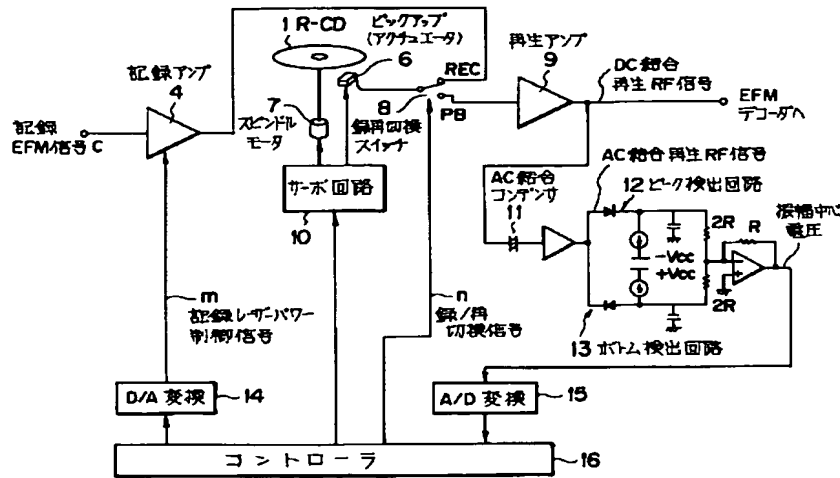 1 R-CD
ピックアップ
(アクチュエータ)
6
REC
再生アンプ
9
DC結合
再生RF信号
記録アンプ
4
7
スピンドル
モータ
8
PB
録再切換
スイッチ
EFM
デコーダへ
記録
EFM信号C
サーボ回路
10
AC結合
コンデンサ
11
AC結合再生RF信号
12 ピーク検出回路
振幅中心
電圧
2R
R
-Vcc
+Vcc
2R
13 ボトム検出回路
m
記録レーザーパワー
制御信号
n
録/再
切換信号
D/A変換
14
A/D変換
15
コントローラ
16